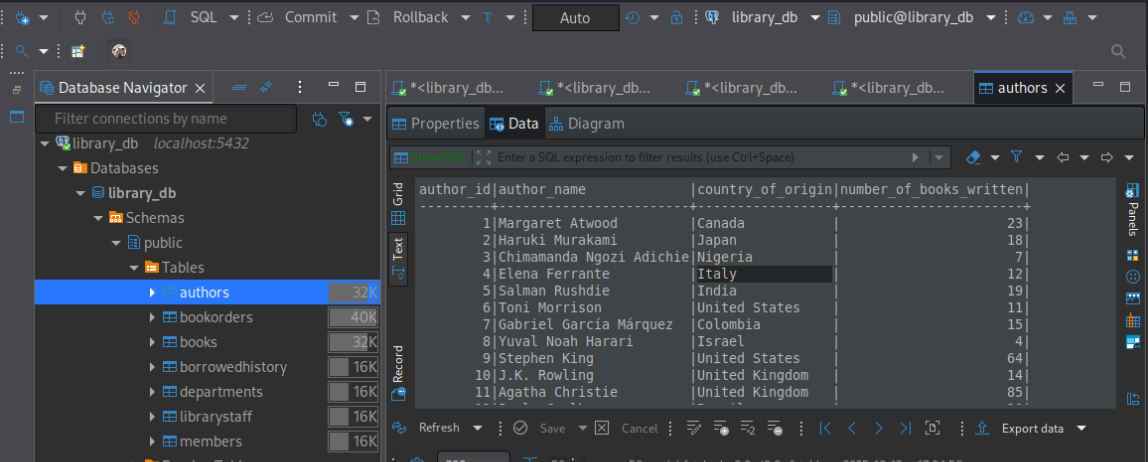 SQL Commit Rollback T Auto library_db public@library_db
Database Navigator
*<library_db... *<library_db... *<library_db... *<library_db... authors
Filter connections by name
library_db localhost:5432
Databases
library_db
Schemas
public
Tables
authors 32K
bookorders 40K
books 32K
borrowedhistory 16K
departments 16K
librarystaff 16K
members 16K
Properties Data Diagram
Show SQL Enter a SQL expression to filter results (use Ctrl+Space)
Grid
Text
Record
author_id|author_name |country_of_origin|number_of_books_written|
---------+------------------------+-----------------+-----------------------+
1|Margaret Atwood |Canada | 23|
2|Haruki Murakami |Japan | 18|
3|Chimamanda Ngozi Adichie|Nigeria | 7|
4|Elena Ferrante |Italy | 12|
5|Salman Rushdie |India | 19|
6|Toni Morrison |United States | 11|
7|Gabriel García Márquez |Colombia | 15|
8|Yuval Noah Harari |Israel | 4|
9|Stephen King |United States | 64|
10|J.K. Rowling |United Kingdom | 14|
11|Agatha Christie |United Kingdom | 85|
Panels
Refresh Save Cancel Export data